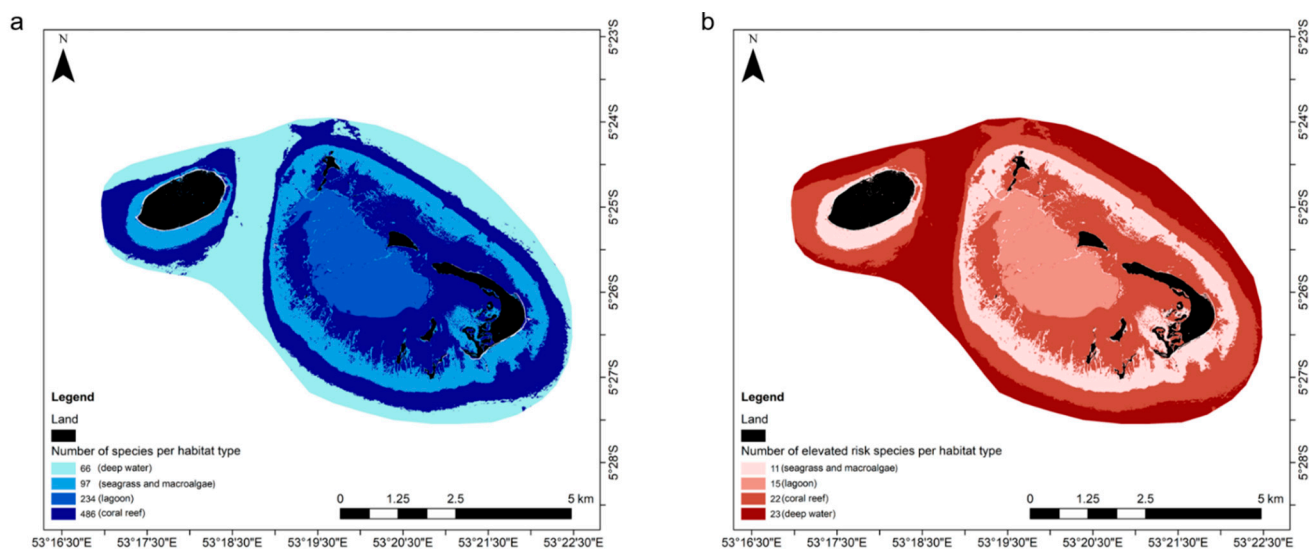 a
N
5°23'S
5°24'S
5°25'S
5°26'S
5°27'S
5°28'S
Legend
Land
Number of species per habitat type
66 (deep water)
97 (seagrass and macroalgae)
234 (lagoon)
486 (coral reef)
0 1.25 2.5 5 km
53°16'30"E 53°17'30"E 53°18'30"E 53°19'30"E 53°20'30"E 53°21'30"E 53°22'30"E
b
N
5°23'S
5°24'S
5°25'S
5°26'S
5°27'S
5°28'S
Legend
Land
Number of elevated risk species per habitat type
11 (seagrass and macroalgae)
15 (lagoon)
22 (coral reef)
23 (deep water)
0 1.25 2.5 5 km
53°16'30"E 53°17'30"E 53°18'30"E 53°19'30"E 53°20'30"E 53°21'30"E 53°22'30"E